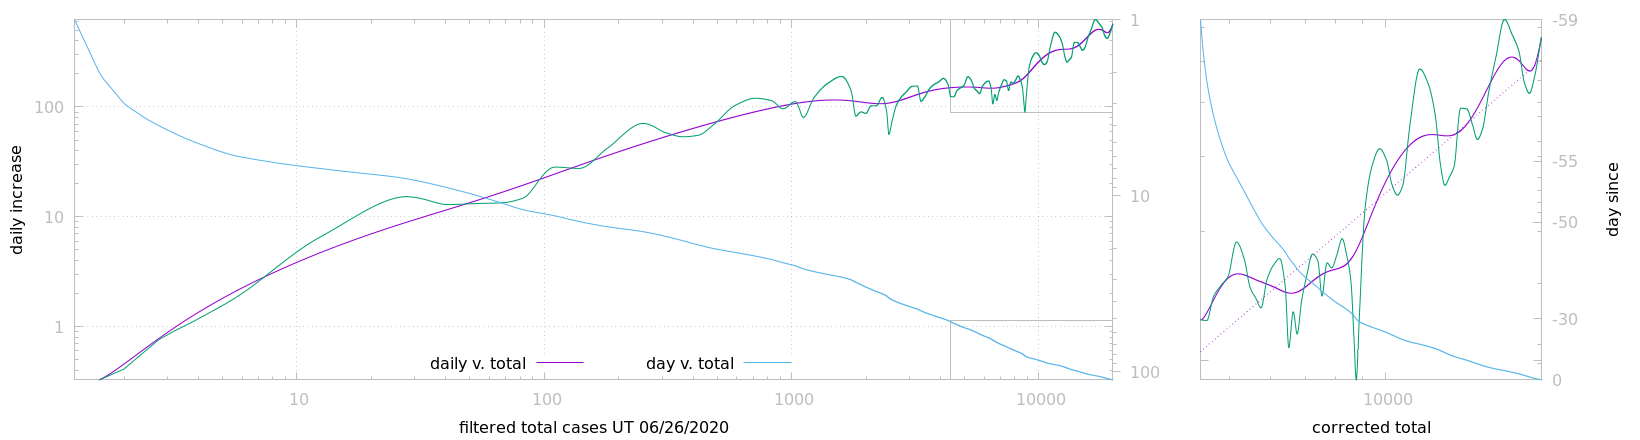 daily increase
100
10
1
10
100
1000
10000
1
10
100
daily v. total
day v. total
filtered total cases UT 06/26/2020
-59
-55
-50
-30
0
day since
10000
corrected total